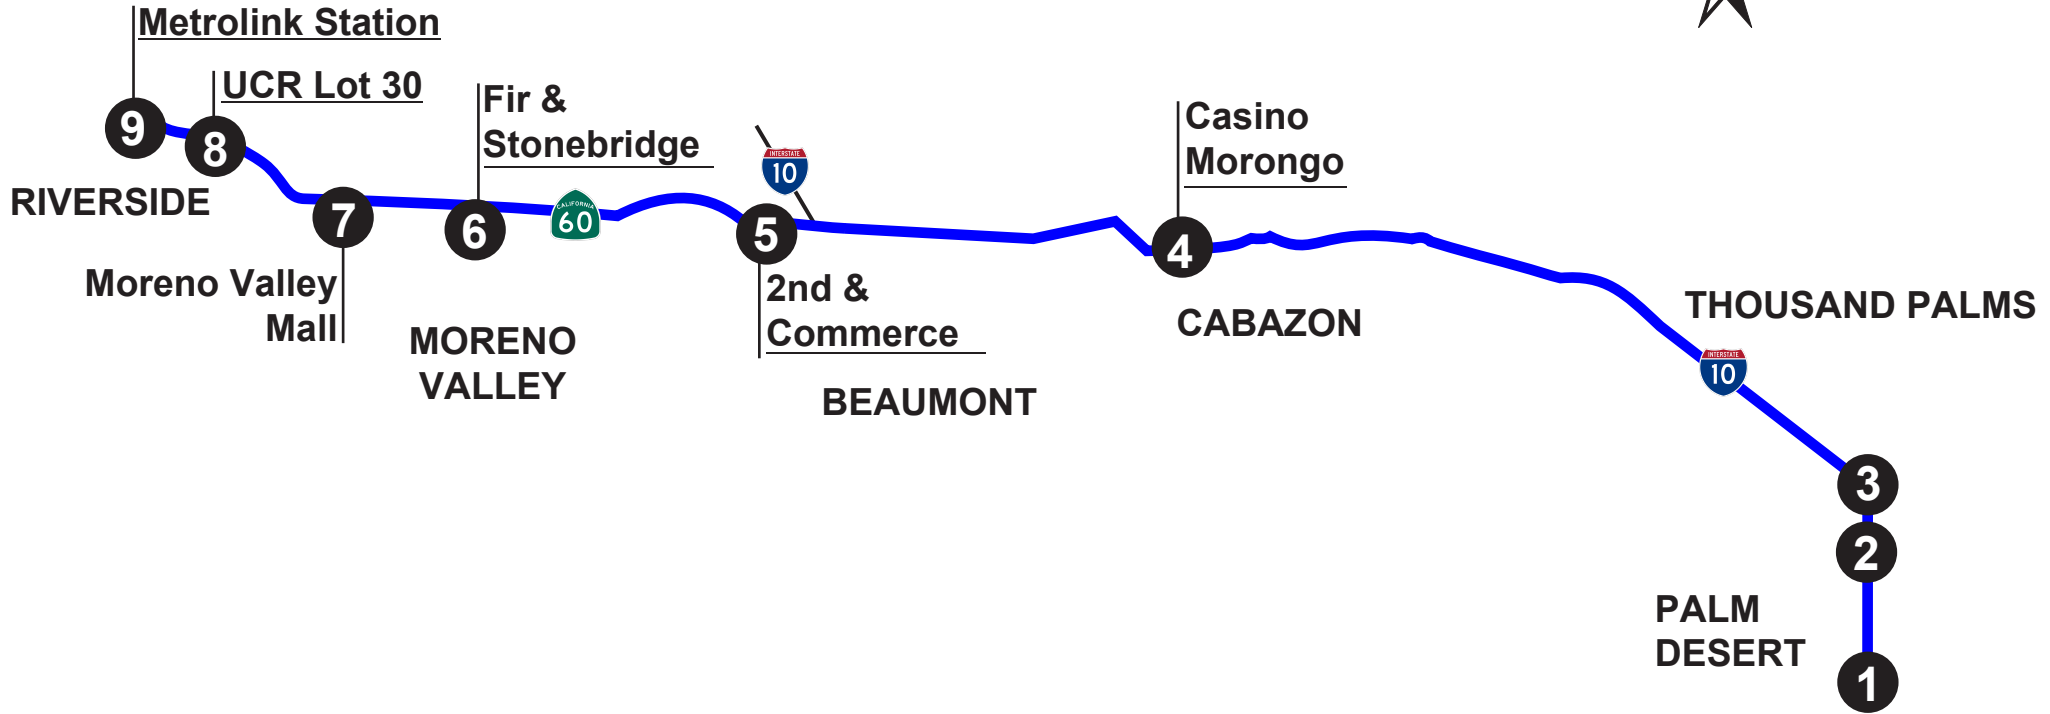 Metrolink Station
UCR Lot 30
Fir &
Stonebridge
Casino
Morongo
INTERSTATE
10
9
8
7
6
5
4
CALIFORNIA
60
RIVERSIDE
Moreno Valley
Mall
MORENO
VALLEY
2nd &
Commerce
BEAUMONT
CABAZON
THOUSAND PALMS
INTERSTATE
10
3
2
PALM
DESERT
1